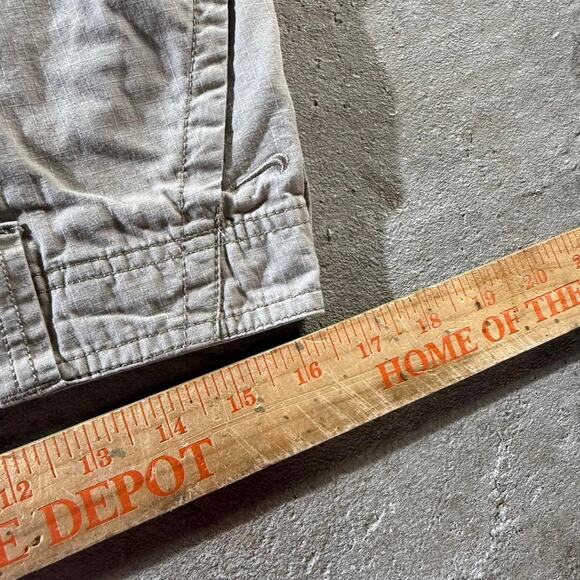 12 13 14 15 16 17 18 19 20
E DEPOT HOME OF THE